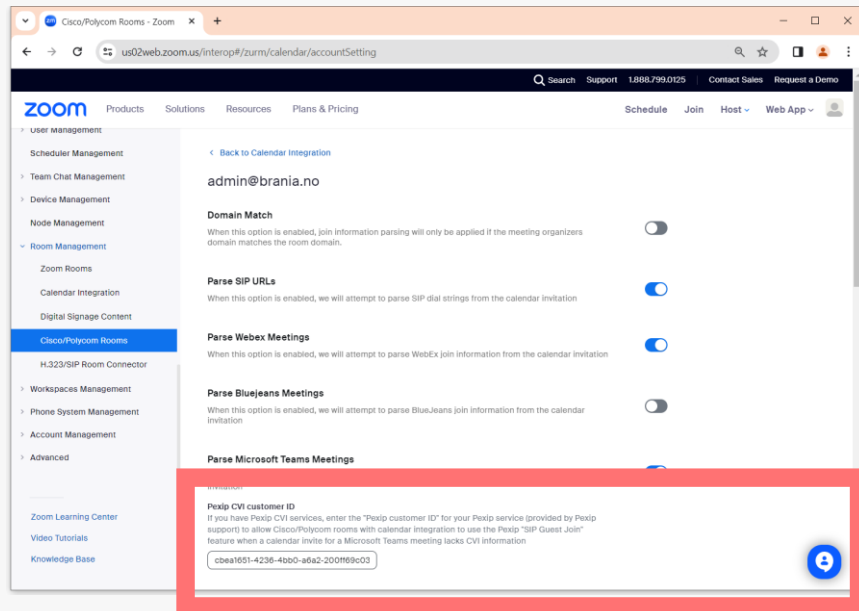 Cisco/Polycom Rooms - Zoom
us02web.zoom.us/interop#/zurm/calendar/accountSetting
Search Support 1.888.799.0125 Contact Sales Request a Demo
zoom Products Solutions Resources Plans & Pricing Schedule Join Host Web App
User Management
Scheduler Management
Team Chat Management
Device Management
Node Management
Room Management
Zoom Rooms
Calendar Integration
Digital Signage Content
Cisco/Polycom Rooms
H.323/SIP Room Connector
Workspaces Management
Phone System Management
Account Management
Advanced
Zoom Learning Center
Video Tutorials
Knowledge Base
Back to Calendar Integration
admin@brania.no
Domain Match
When this option is enabled, join information parsing will only be applied if the meeting organizers
domain matches the room domain.
Parse SIP URLs
When this option is enabled, we will attempt to parse SIP dial strings from the calendar invitation
Parse Webex Meetings
When this option is enabled, we will attempt to parse WebEx join information from the calendar invitation
Parse Bluejeans Meetings
When this option is enabled, we will attempt to parse BlueJeans join information from the calendar
invitation
Parse Microsoft Teams Meetings
invitation
Pexip CVI customer ID
If you have Pexip CVI services, enter the "Pexip customer ID" for your Pexip service (provided by Pexip
support) to allow Cisco/Polycom rooms with calendar integration to use the Pexip "SIP Guest Join"
feature when a calendar invite for a Microsoft Teams meeting lacks CVI information
cbea1651-4236-4bb0-a6a2-200ff69c03